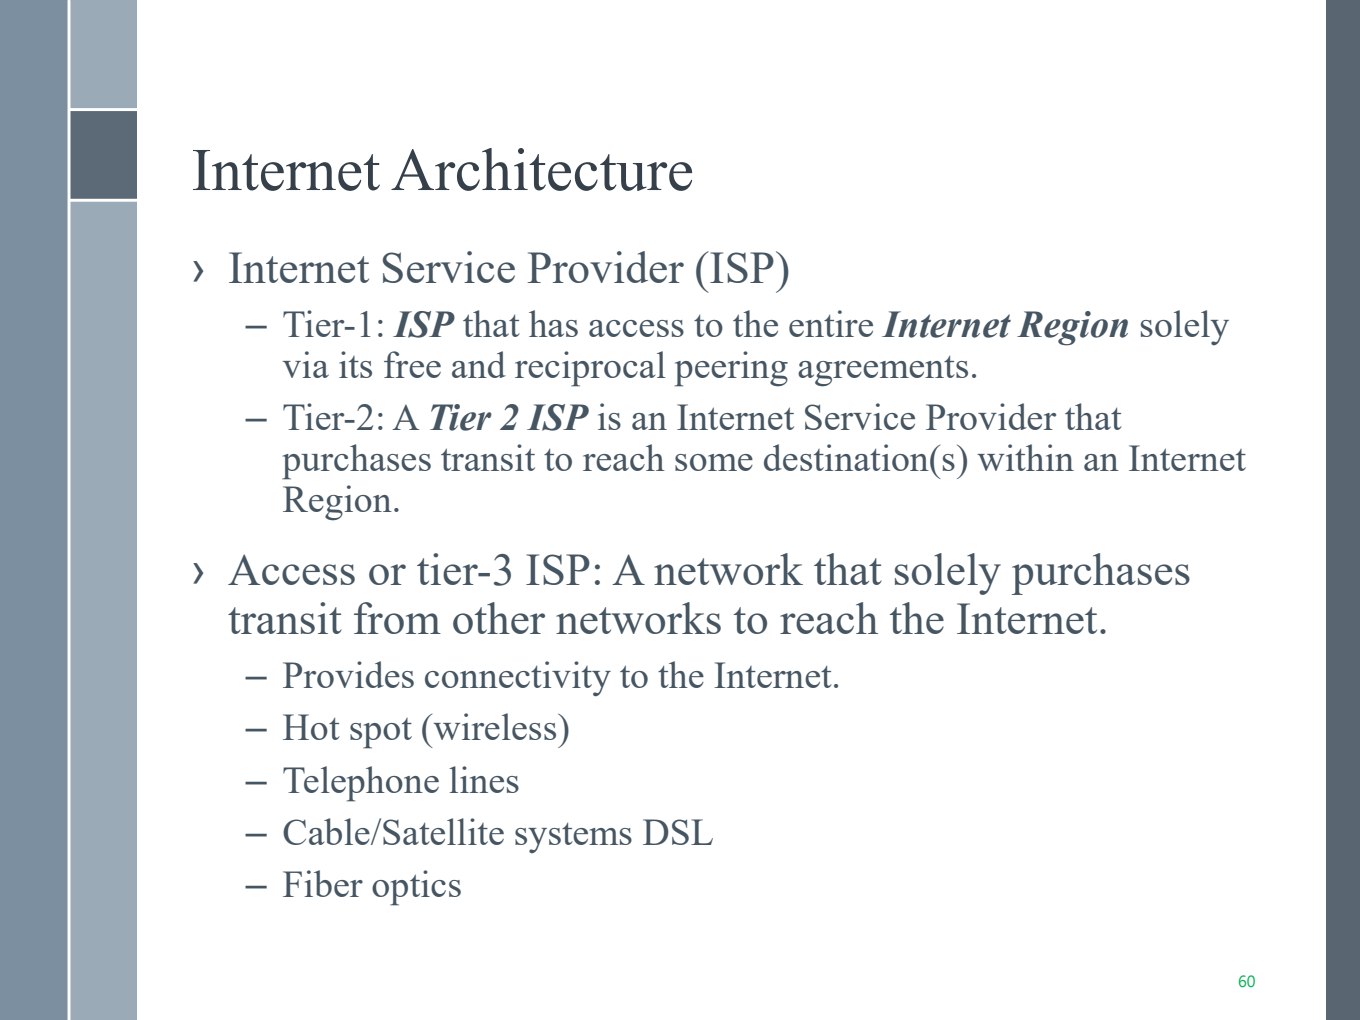 Internet Architecture
› Internet Service Provider (ISP)
– Tier-1: ISP that has access to the entire Internet Region solely
via its free and reciprocal peering agreements.
– Tier-2: A Tier 2 ISP is an Internet Service Provider that
purchases transit to reach some destination(s) within an Internet
Region.
› Access or tier-3 ISP: A network that solely purchases
transit from other networks to reach the Internet.
– Provides connectivity to the Internet.
– Hot spot (wireless)
– Telephone lines
– Cable/Satellite systems DSL
– Fiber optics
60